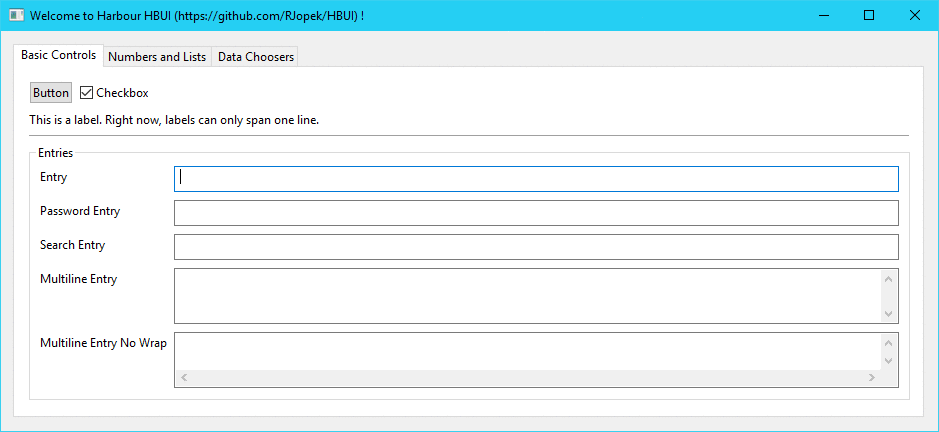 Welcome to Harbour HBUI (https://github.com/RJopek/HBUI) !
Basic Controls Numbers and Lists Data Choosers
Button Checkbox
This is a label. Right now, labels can only span one line.
Entries
Entry
Password Entry
Search Entry
Multiline Entry
Multiline Entry No Wrap